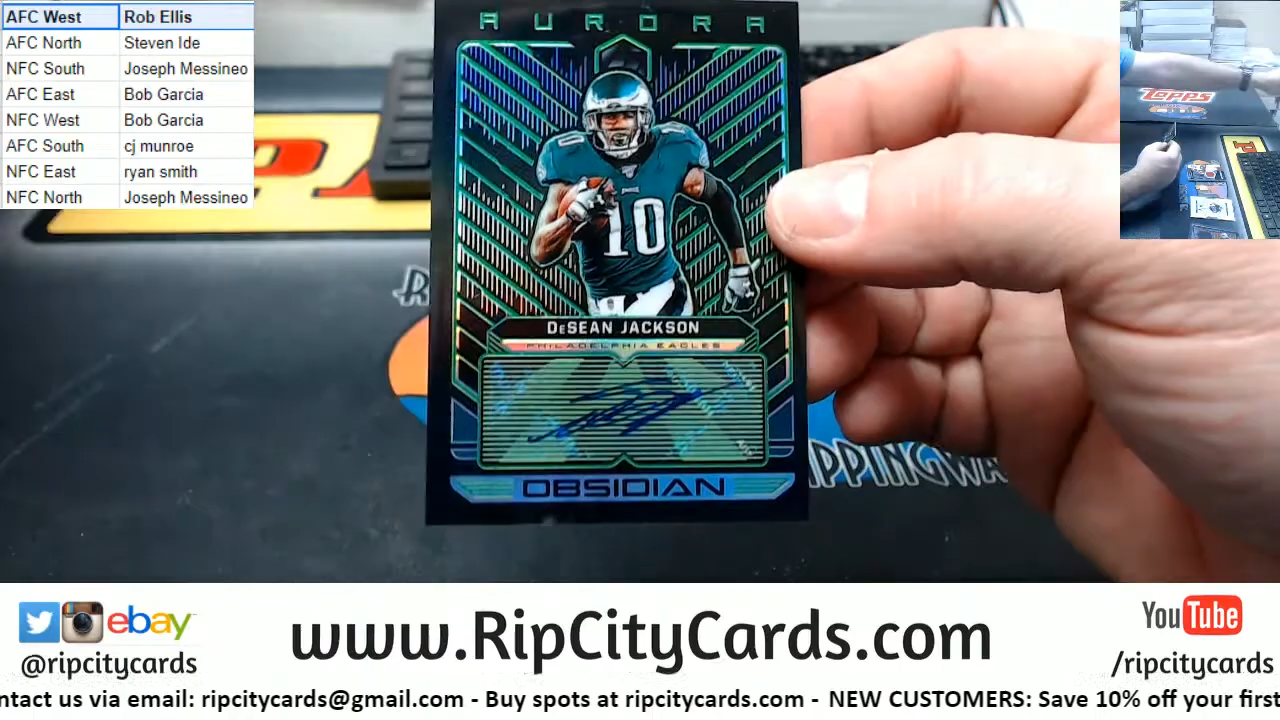 AFC West Rob Ellis
AFC North Steven Ide
NFC South Joseph Messineo
AFC East Bob Garcia
NFC West Bob Garcia
AFC South cj munroe
NFC East ryan smith
NFC North Joseph Messineo
AURORA
10
10
DeSEAN JACKSON
PHILADELPHIA EAGLES
OBSIDIAN
topps
ebay
@ripcitycards
www.RipCityCards.com
YouTube
/ripcitycards
ntact us via email: ripcitycards@gmail.com - Buy spots at ripcitycards.com - NEW CUSTOMERS: Save 10% off your first